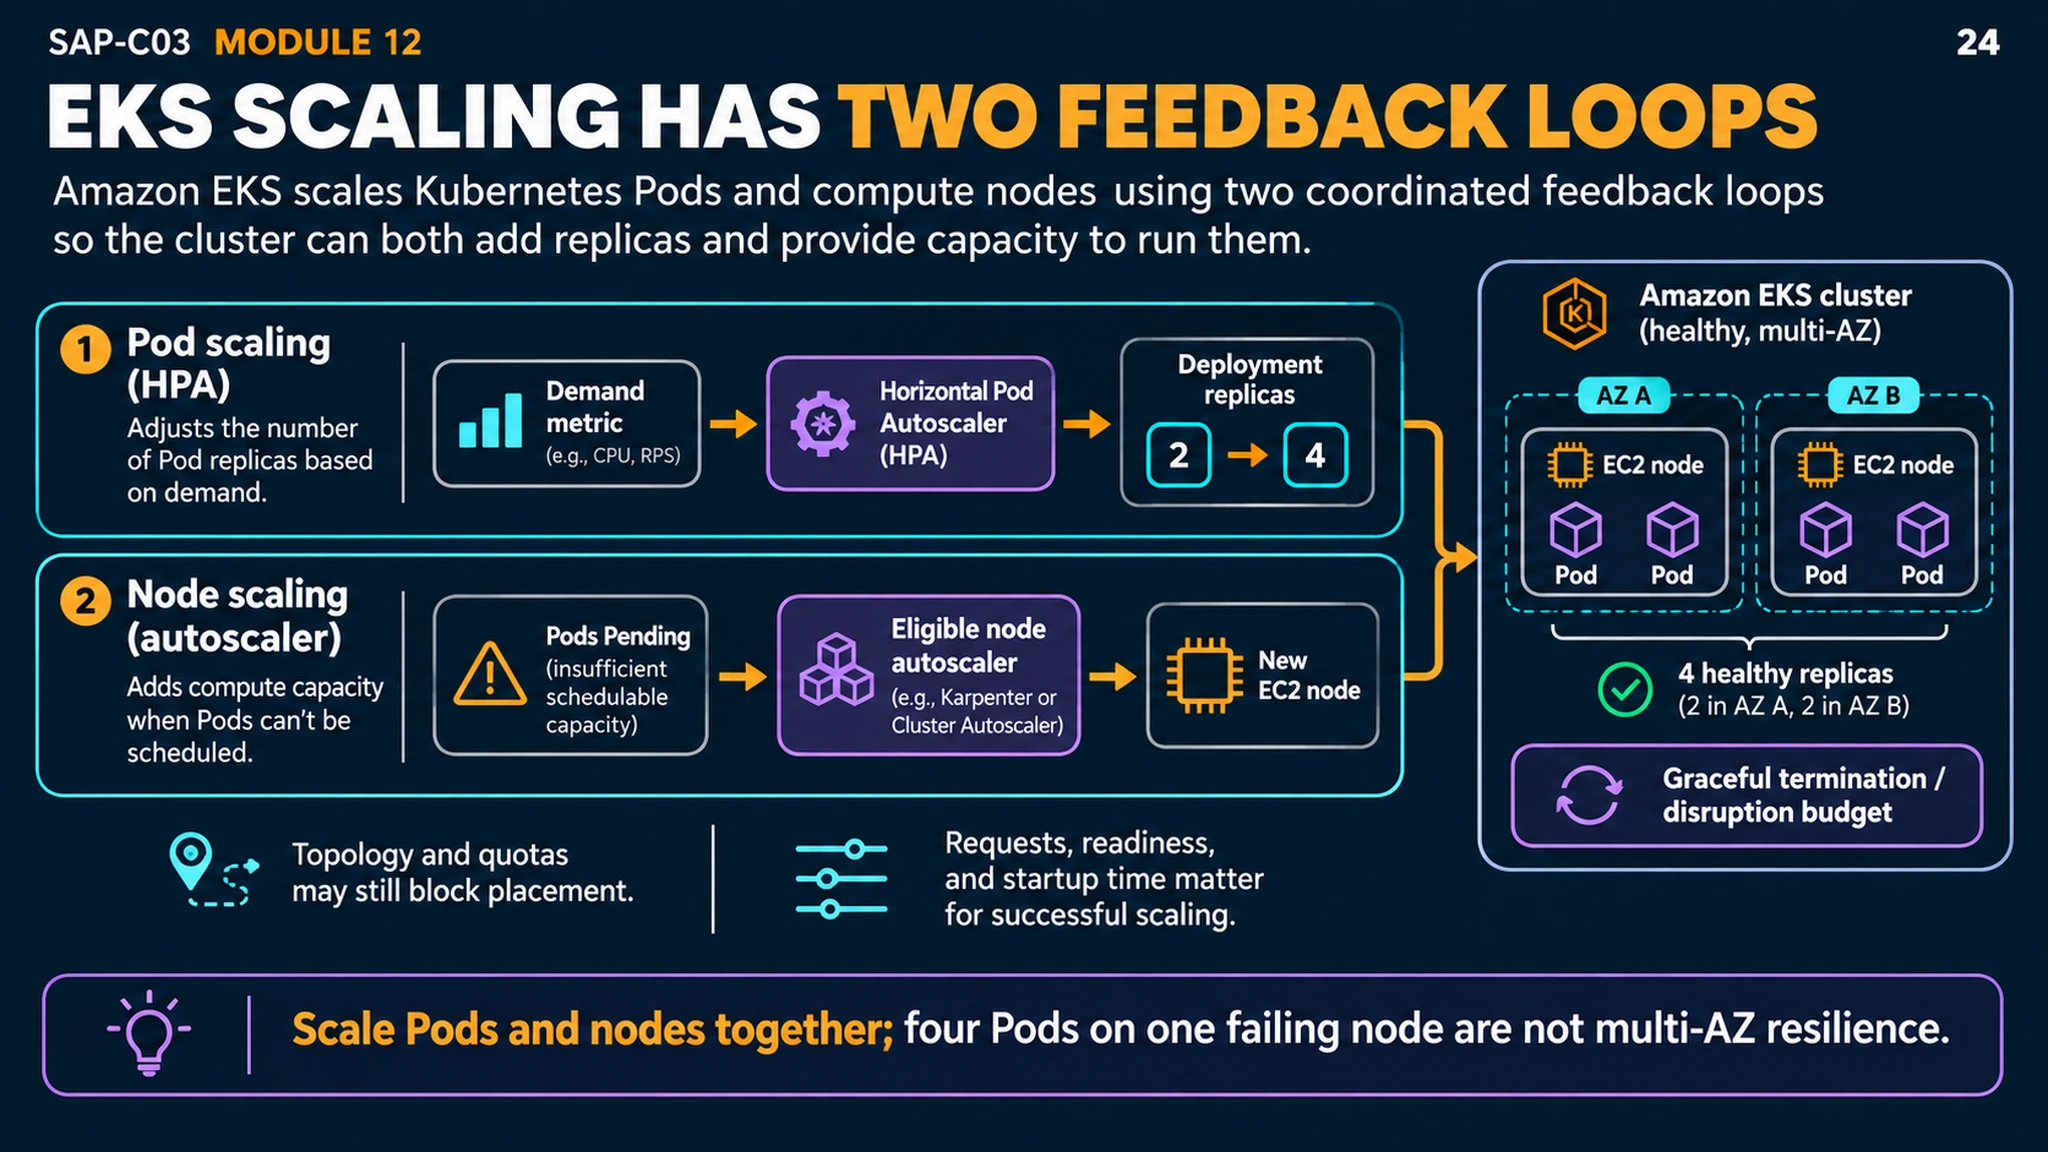 SAP-C03 MODULE 12
24
EKS SCALING HAS TWO FEEDBACK LOOPS
Amazon EKS scales Kubernetes Pods and compute nodes using two coordinated feedback loops
so the cluster can both add replicas and provide capacity to run them.
1
Pod scaling
(HPA)
Adjusts the number
of Pod replicas based
on demand.
Demand
metric
(e.g., CPU, RPS)
Horizontal Pod
Autoscaler
(HPA)
Deployment
replicas
2
4
2
Node scaling
(autoscaler)
Adds compute capacity
when Pods can't be
scheduled.
Pods Pending
(insufficient
schedulable
capacity)
Eligible node
autoscaler
(e.g., Karpenter or
Cluster Autoscaler)
New
EC2 node
K
Amazon EKS cluster
(healthy, multi-AZ)
AZ A
EC2 node
Pod
Pod
AZ B
EC2 node
Pod
Pod
4 healthy replicas
(2 in AZ A, 2 in AZ B)
Graceful termination /
disruption budget
Topology and quotas
may still block placement.
Requests, readiness,
and startup time matter
for successful scaling.
Scale Pods and nodes together; four Pods on one failing node are not multi-AZ resilience.